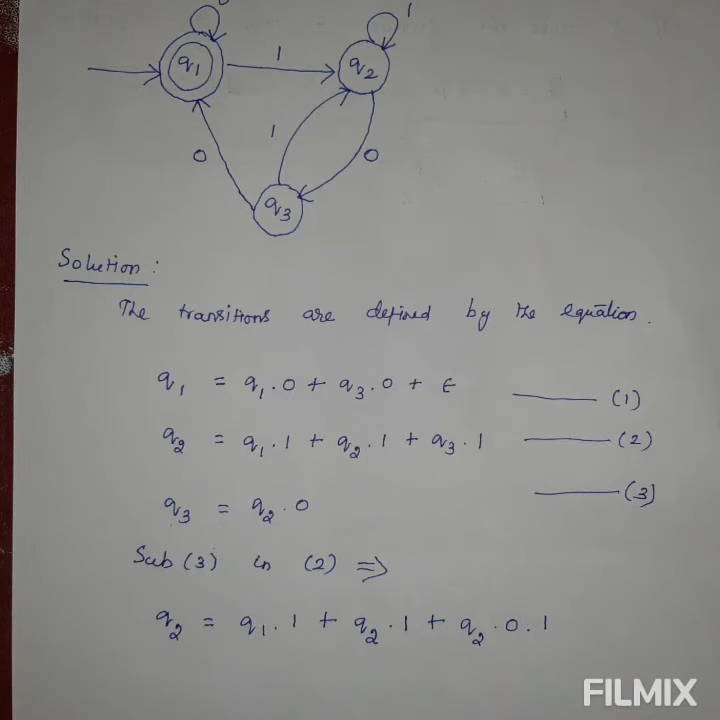 q1 1 q2 1
0 1 0
q3
Solution :
The transitions are defined by the equation.
q1 = q1.0 + q3.0 + ε ——— (1)
q2 = q1.1 + q2.1 + q3.1 ——— (2)
q3 = q2.0 ——— (3)
Sub (3) in (2) =>
q2 = q1.1 + q2.1 + q2.0.1
FILMIX